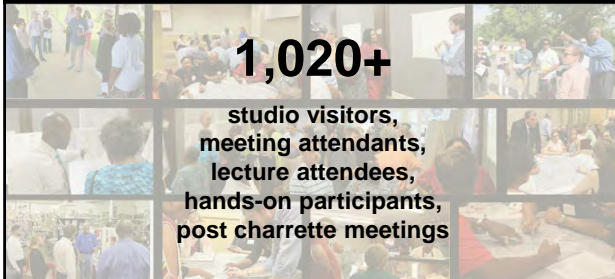 1,020+
studio visitors,
meeting attendants,
lecture attendees,
hands-on participants,
post charrette meetings